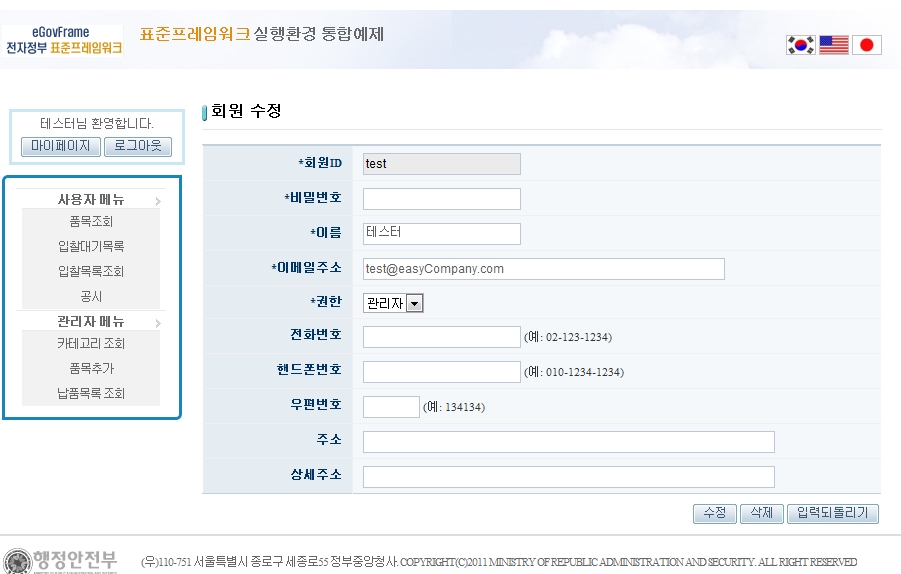 eGovFrame
전자정부 표준프레임워크
표준프레임워크 실행환경 통합예제
테스터님 환영합니다.
마이페이지 로그아웃
사용자 메뉴
품목조회
입찰대기목록
입찰목록조회
공시
관리자 메뉴
카테고리 조회
품목추가
납품목록 조회
회원 수정
*회원ID test
*비밀번호
*이름 테스터
*이메일주소 test@easyCompany.com
*권한 관리자
전화번호 (예: 02-123-1234)
핸드폰번호 (예: 010-1234-1234)
우편번호 (예: 134134)
주소
상세주소
수정 삭제 입력되돌리기
행정안전부
(우)110-751 서울특별시 종로구 세종로55 정부중앙청사. COPYRIGHT(C)2011 MINISTRY OF REPUBLIC ADMINISTRATION AND SECURITY. ALL RIGHT RESERVED